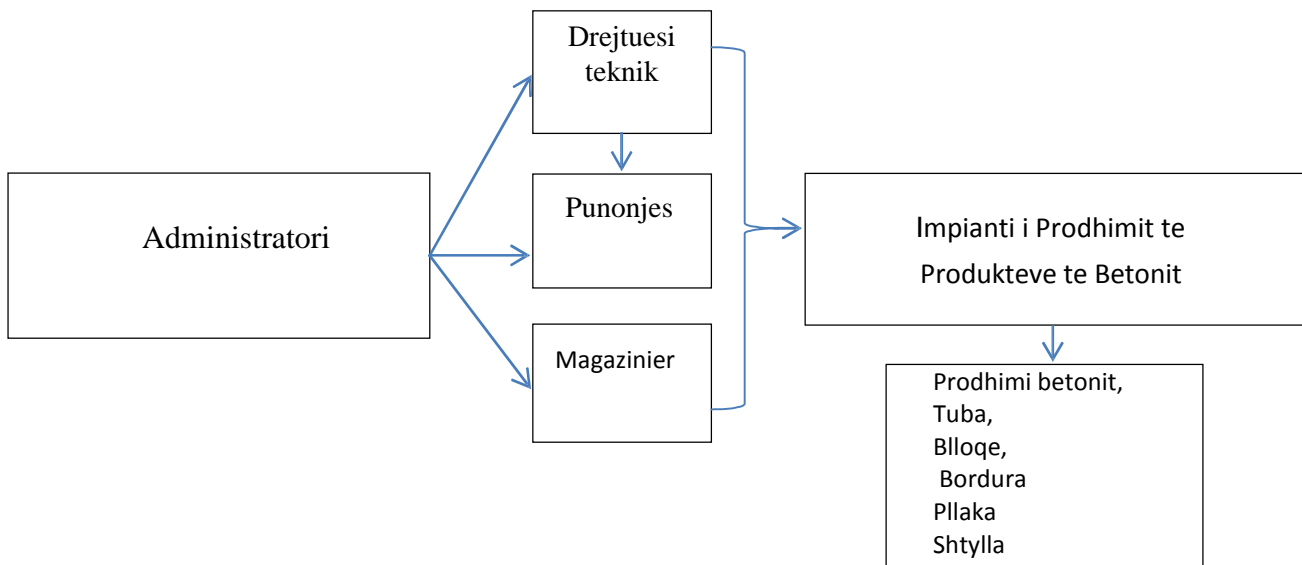 Drejtuesi
teknik
Administratori
Punonjes
Magazinier
Impianti i Prodhimit te
Produkteve te Betonit
Prodhimi betonit,
Tuba,
Blloqe,
Bordura
Pllaka
Shtylla